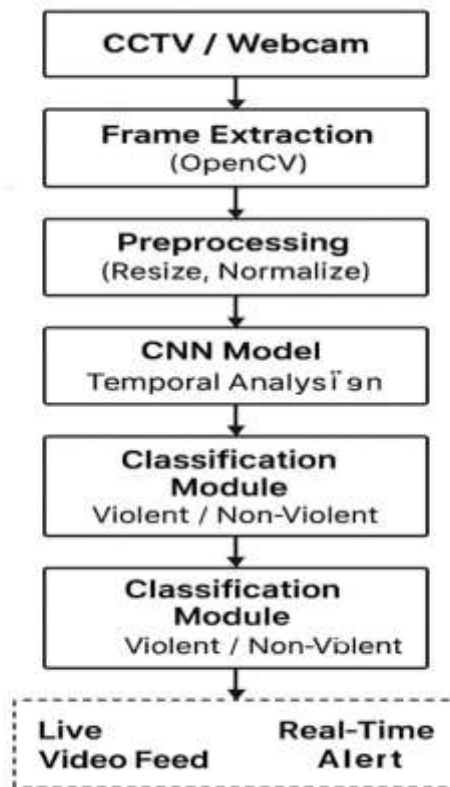 CCTV / Webcam
Frame Extraction
(OpenCV)
Preprocessing
(Resize, Normalize)
CNN Model
Temporal
Classification
Module
Violent / Non-Violent
Classification
Module
Violent /
Live Real-Time
Video Feed Alert